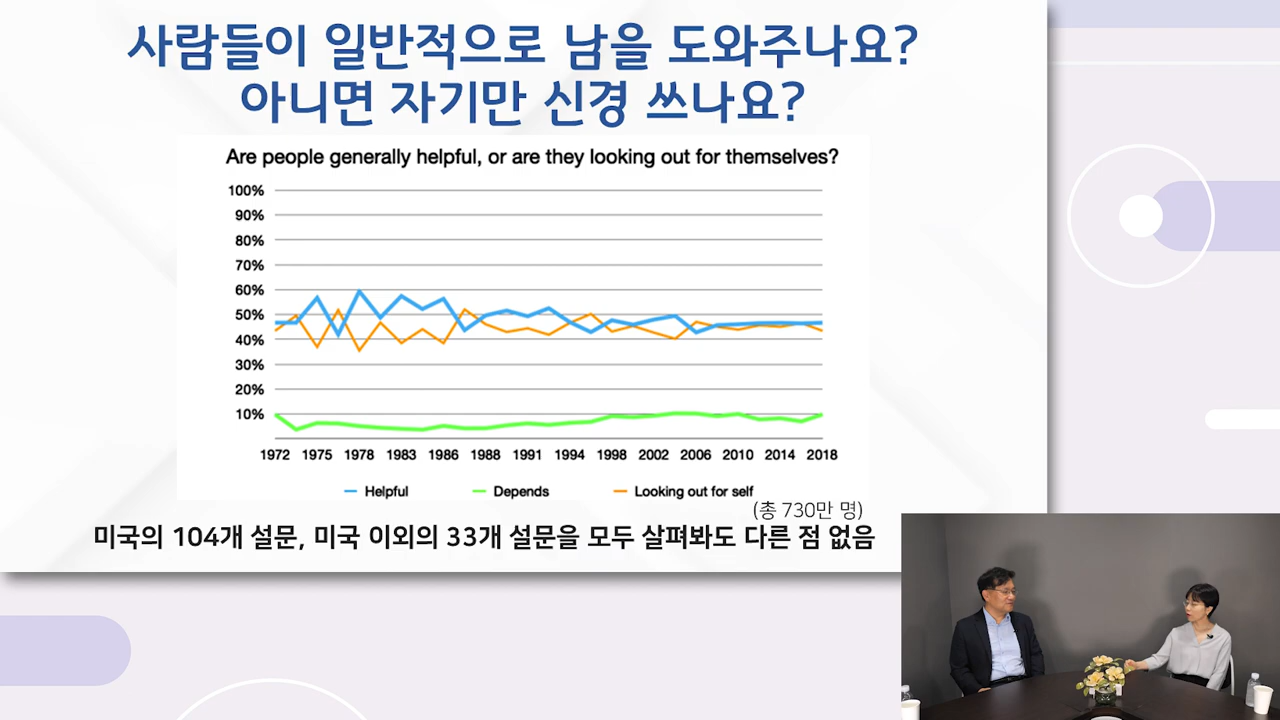 사람들이 일반적으로 남을 도와주나요?
아니면 자기만 신경 쓰나요?
Are people generally helpful, or are they looking out for themselves?
100%
90%
80%
70%
60%
50%
40%
30%
20%
10%
1972 1975 1978 1983 1986 1988 1991 1994 1998 2002 2006 2010 2014 2018
Helpful Depends Looking out for self
(총 730만 명)
미국의 104개 설문, 미국 이외의 33개 설문을 모두 살펴봐도 다른 점 없음